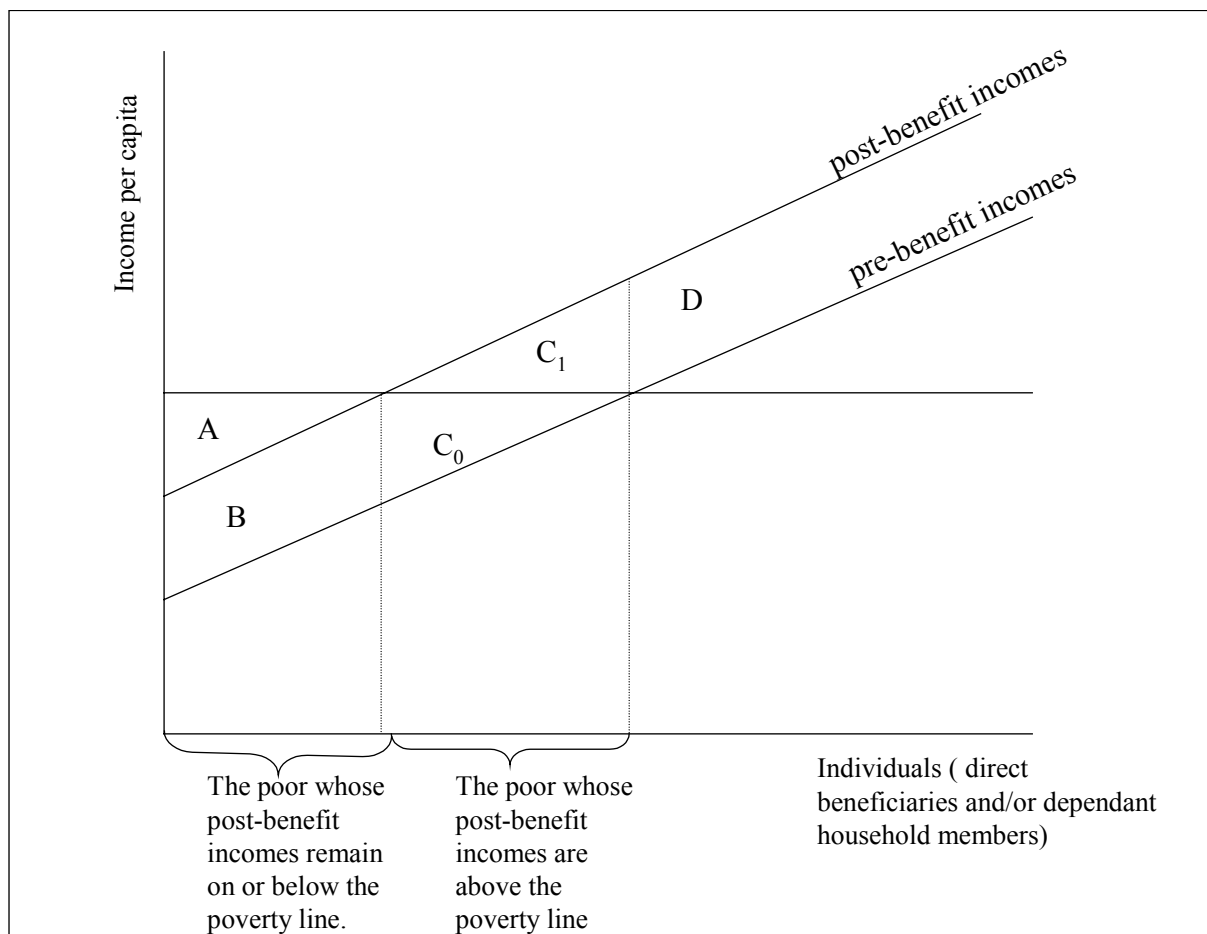 Income per capita
post-benefit incomes
pre-benefit incomes
D
C1
A
C0
B
The poor whose
post-benefit
incomes remain
on or below the
poverty line.
The poor whose
post-benefit
incomes are
above the
poverty line
Individuals ( direct
beneficiaries and/or dependant
household members)